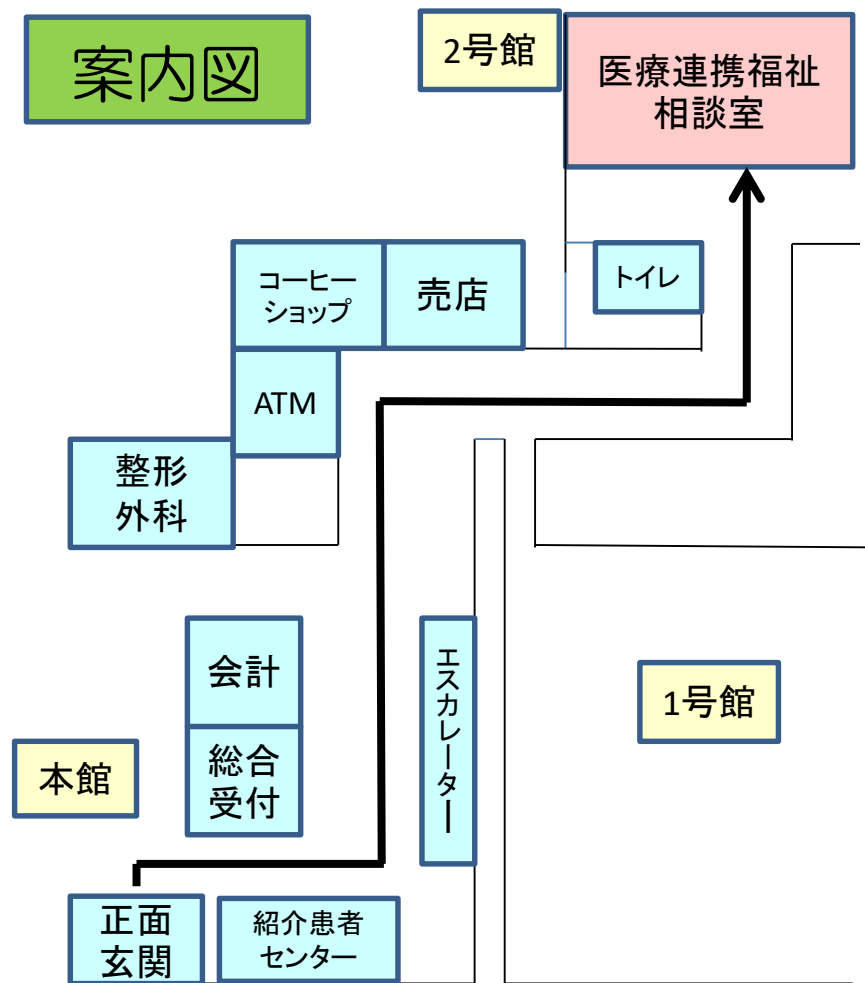 案内図
2号館
医療連携福祉
相談室
コーヒー
ショップ
売店
トイレ
ATM
整形
外科
会計
エスカレーター
1号館
本館
総合
受付
正面
玄関
紹介患者
センター